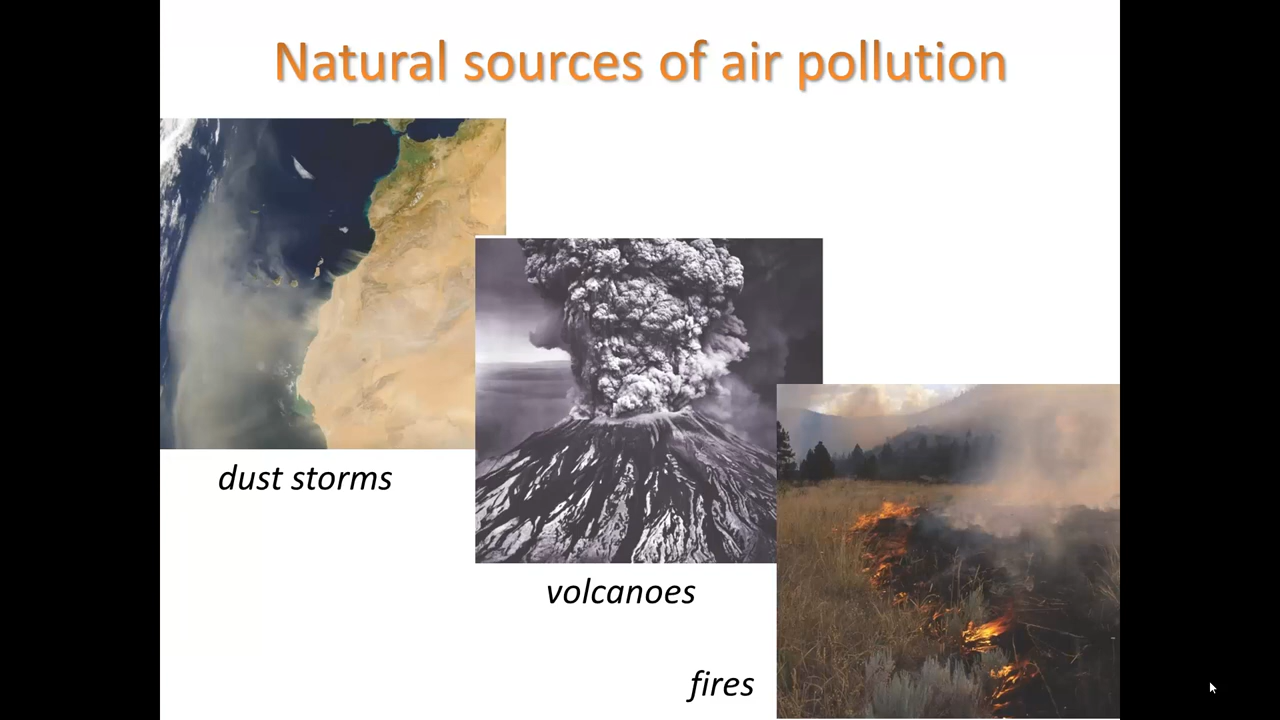 Natural sources of air pollution
dust storms
volcanoes
fires